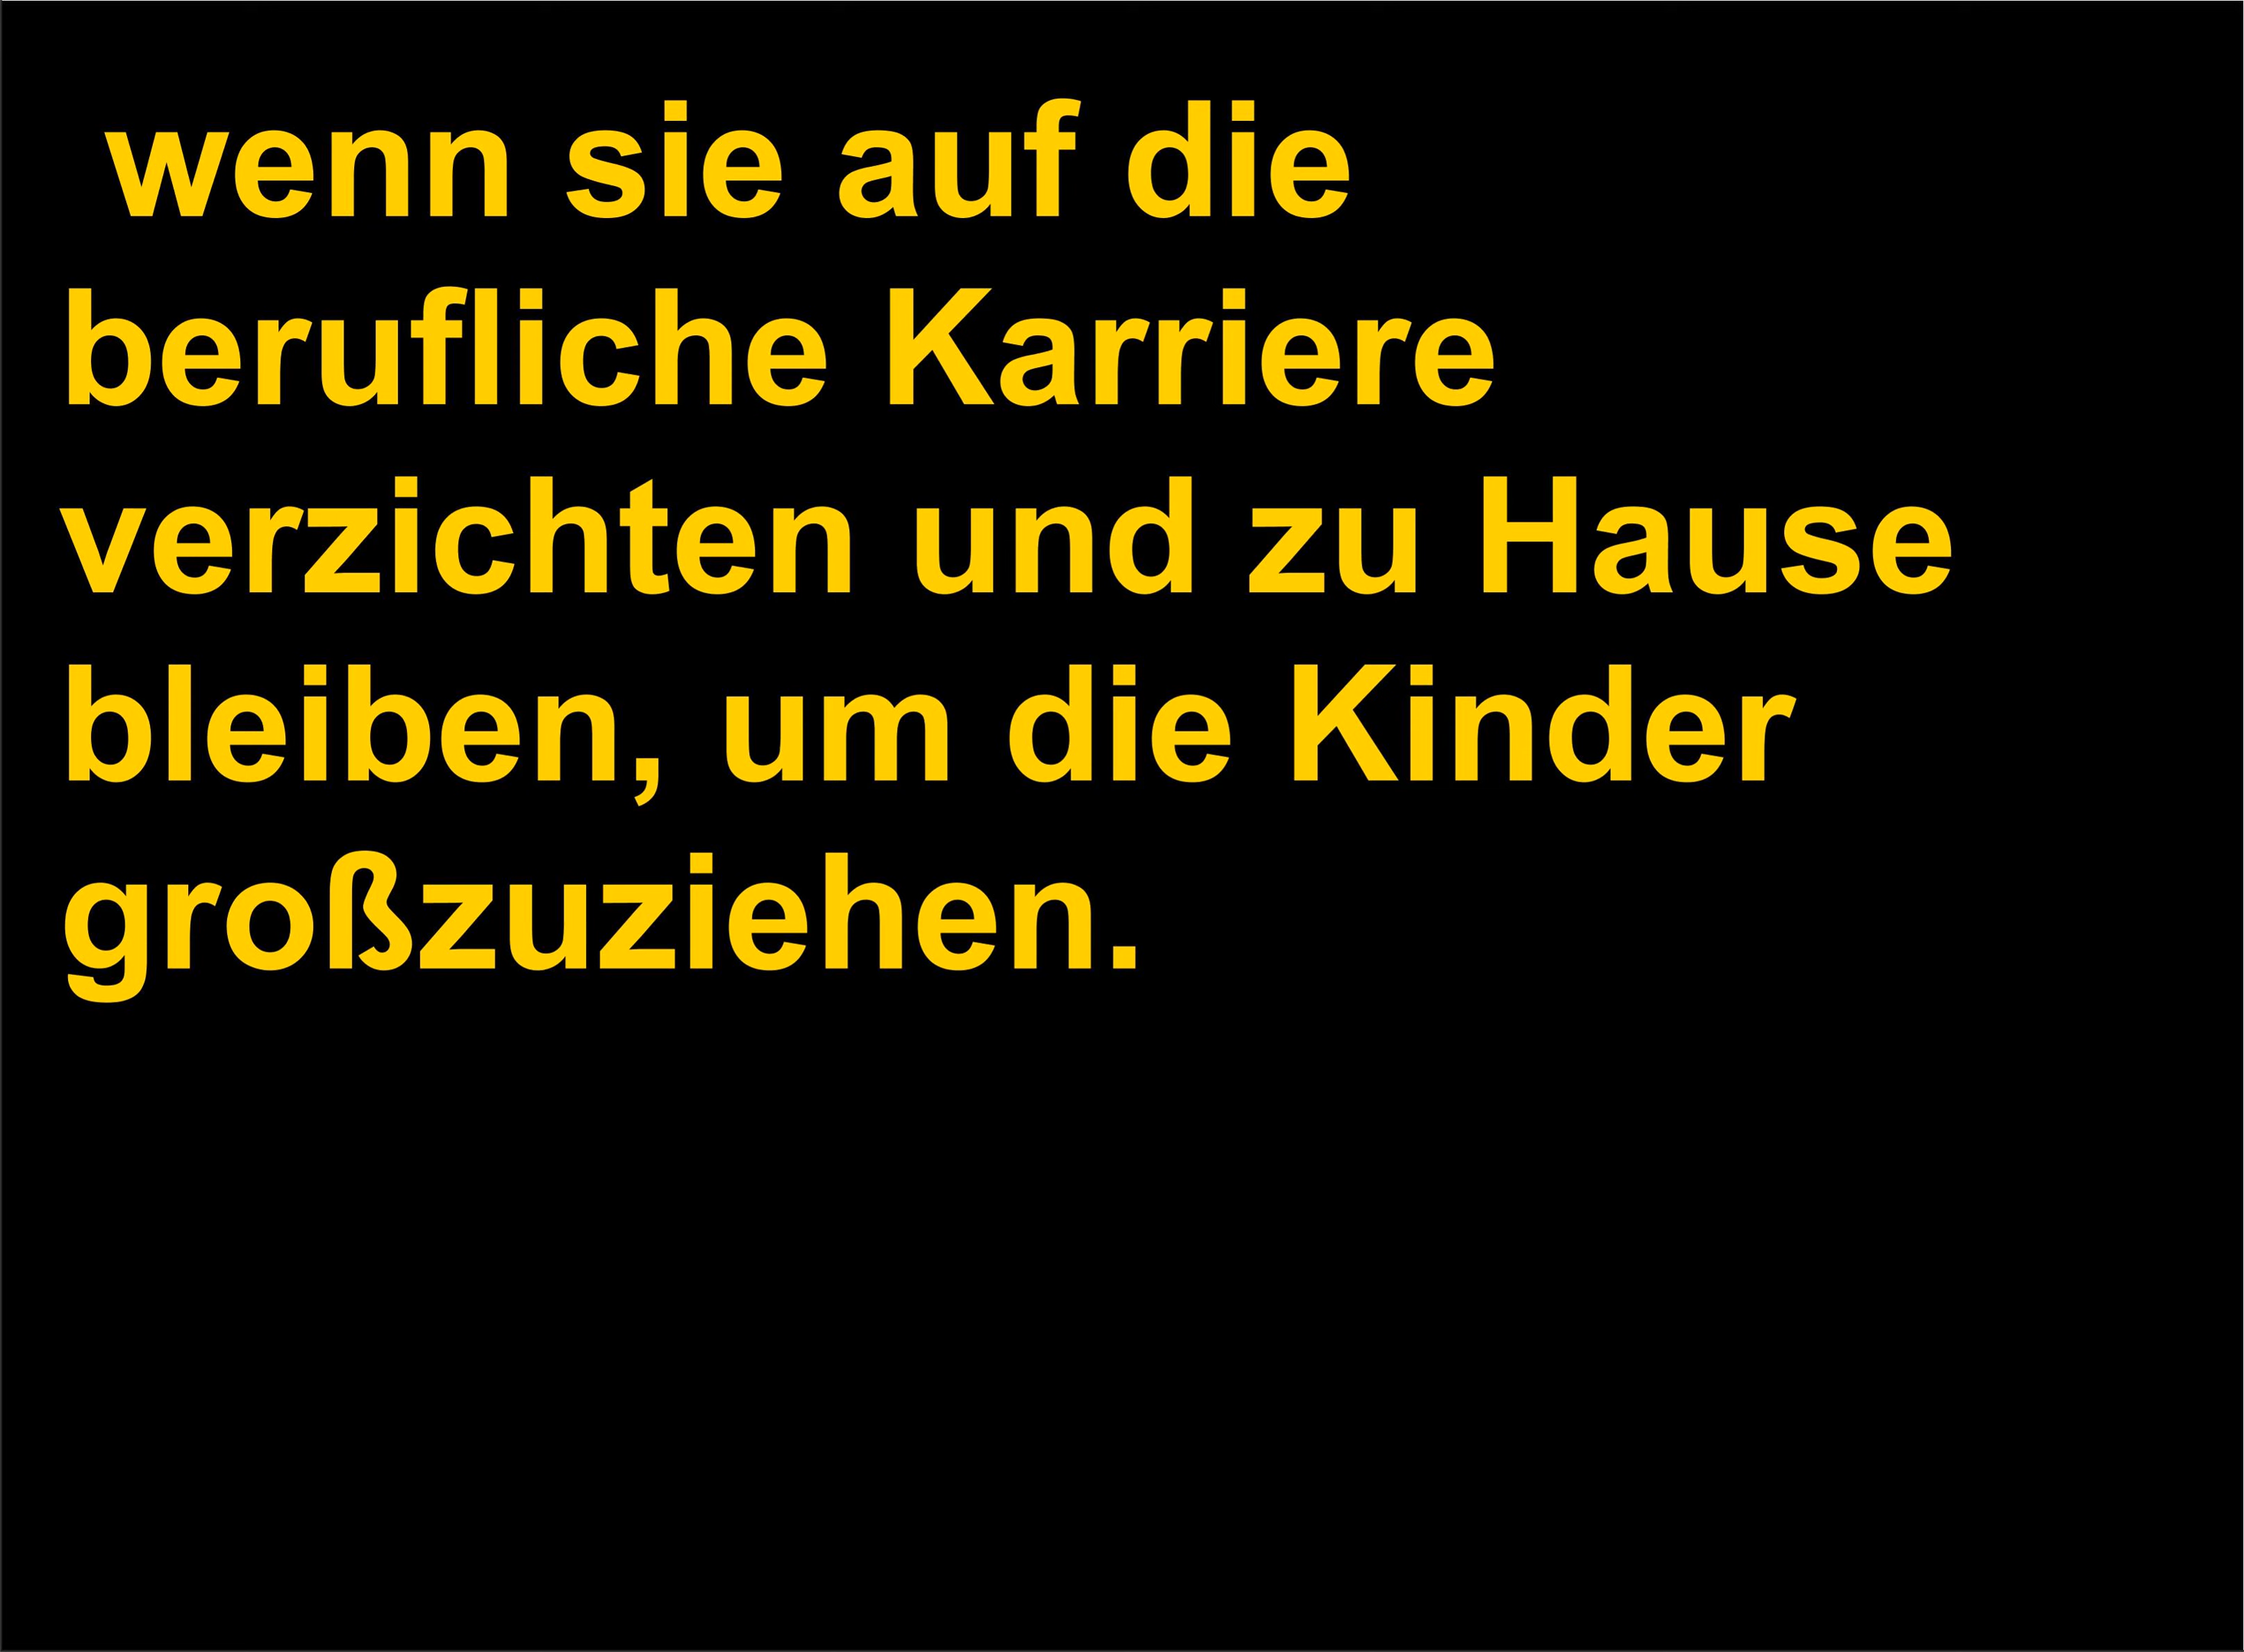 wenn sie auf die
berufliche Karriere
verzichten und zu Hause
bleiben, um die Kinder
großzuziehen.